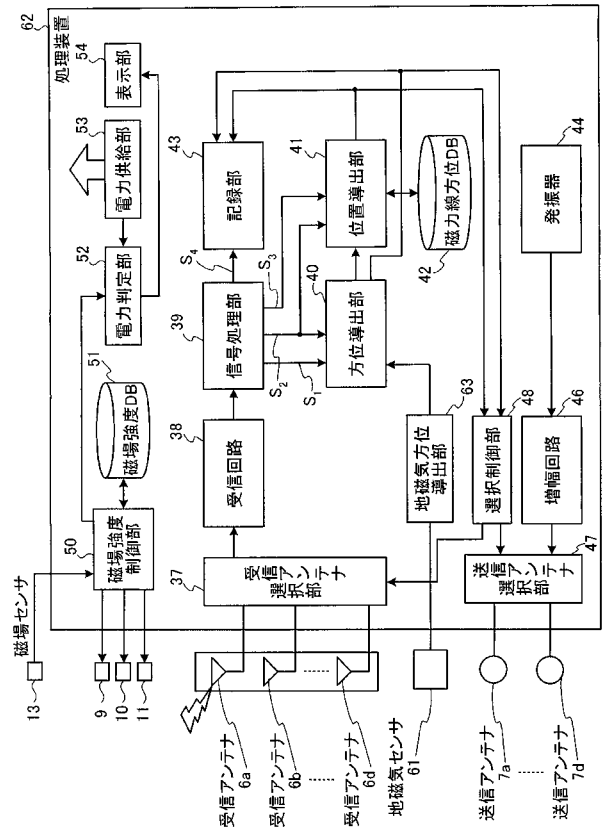 処理装置
62
磁場センサ
13
9
10
11
50
磁場強度
制御部
51
磁場強度DB
52
電力判定部
53
電力供給部
54
表示部
受信アンテナ
6a
受信アンテナ
6b
受信アンテナ
6d
37
受信アンテナ
選択部
38
受信回路
39
信号処理部
S4
S3
S2
S1
43
記録部
40
方位導出部
41
位置導出部
42
磁力線方位DB
地磁気センサ
61
63
地磁気方位
導出部
送信アンテナ
7a
送信アンテナ
7d
47
送信アンテナ
選択部
48
選択制御部
46
増幅回路
44
発振器